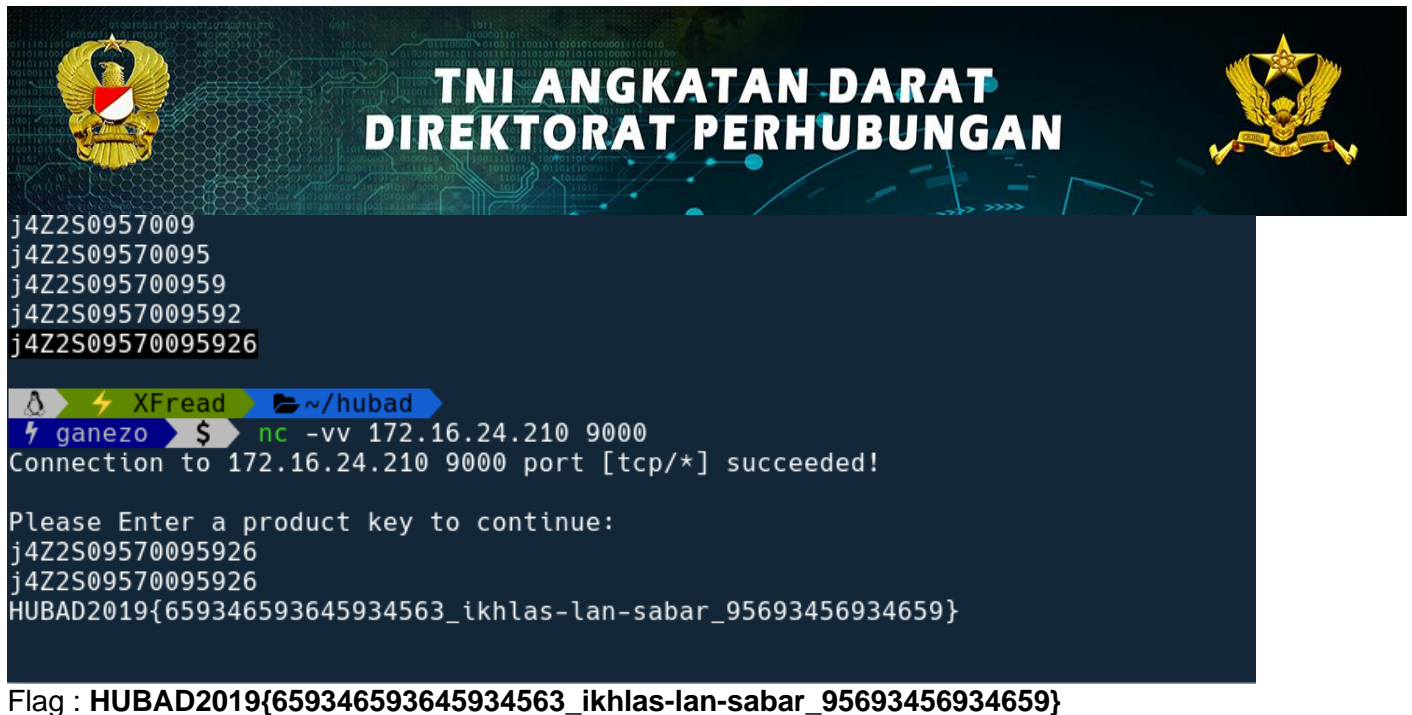 TNI ANGKATAN DARAT
DIREKTORAT PERHUBUNGAN
j4Z2S0957009
j4Z2S09570095
j4Z2S095700959
j4Z2S0957009592
j4Z2S09570095926
XFread ~/hubad
ganezo $ nc -vv 172.16.24.210 9000
Connection to 172.16.24.210 9000 port [tcp/*] succeeded!
Please Enter a product key to continue:
j4Z2S09570095926
j4Z2S09570095926
HUBAD2019{659346593645934563_ikhlas-lan-sabar_95693456934659}
Flag : HUBAD2019{659346593645934563_ikhlas-lan-sabar_95693456934659}